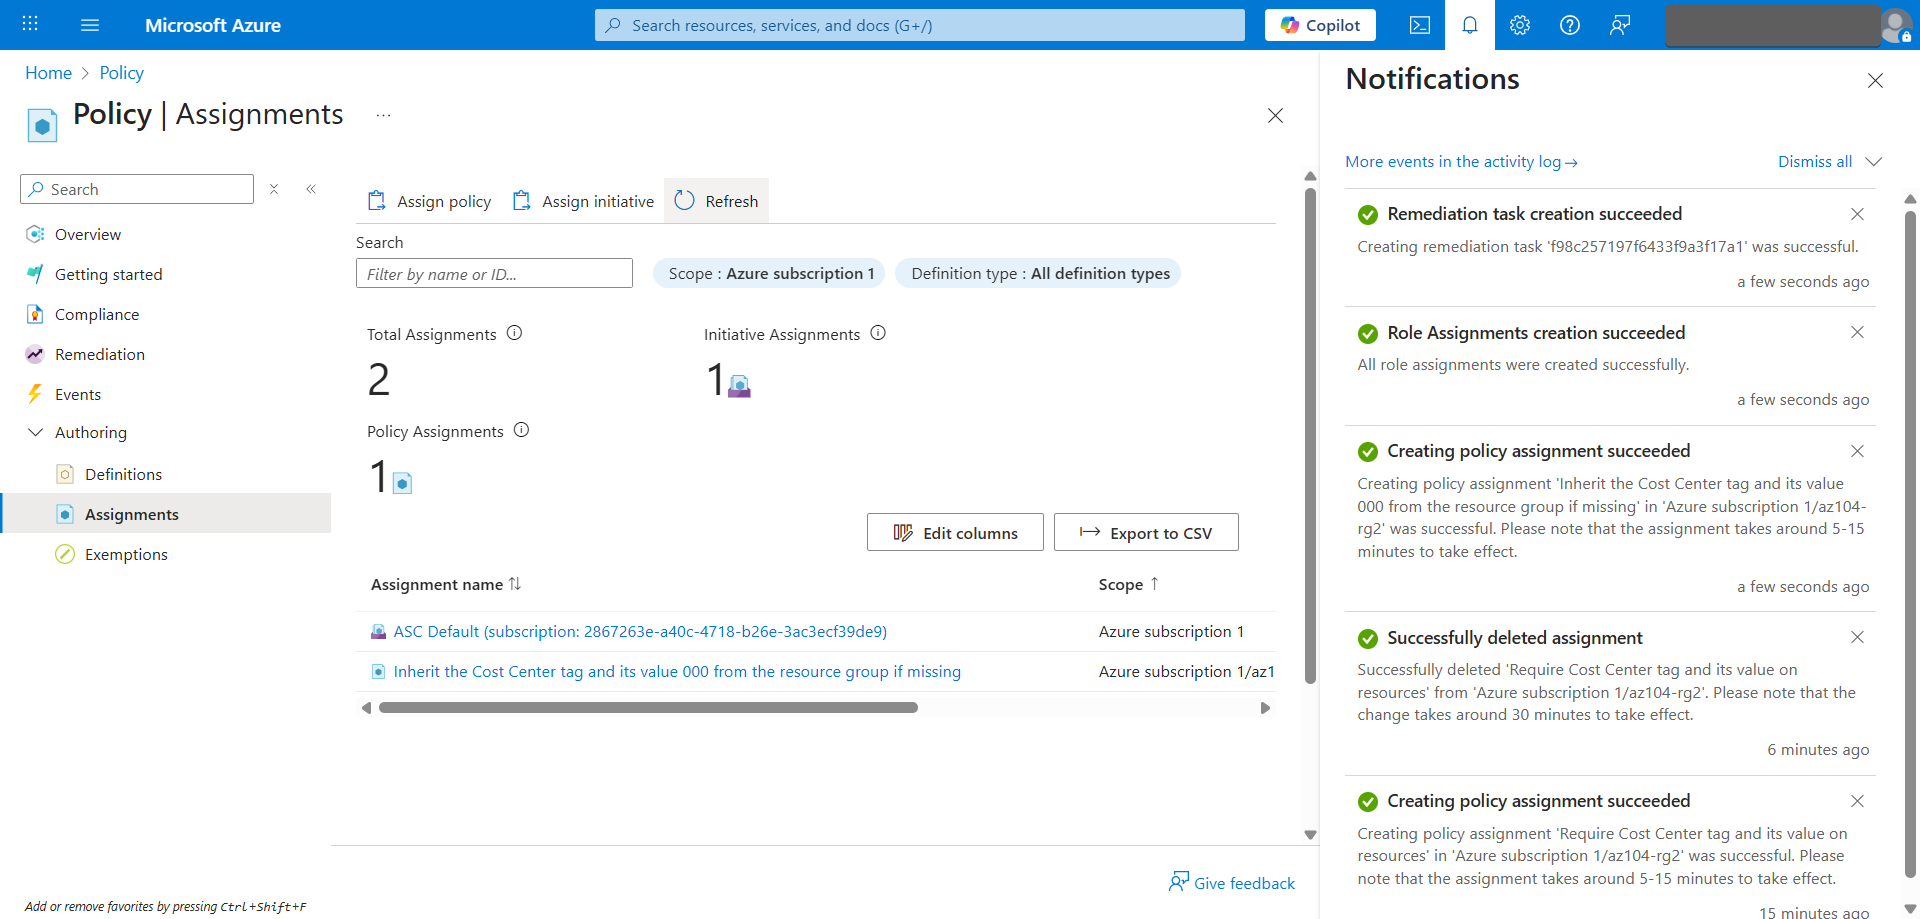 Microsoft Azure
Search resources, services, and docs (G+/)
Copilot
Home > Policy
Policy | Assignments
...
Search
Overview
Getting started
Compliance
Remediation
Events
Authoring
Definitions
Assignments
Exemptions
Add or remove favorites by pressing Ctrl+Shift+F
Assign policy
Assign initiative
Refresh
Search
Filter by name or ID...
Scope : Azure subscription 1
Definition type : All definition types
Total Assignments
2
Initiative Assignments
1
Policy Assignments
1
Edit columns
Export to CSV
Assignment name
Scope
ASC Default (subscription: 2867263e-a40c-4718-b26e-3ac3ecf39de9)
Azure subscription 1
Inherit the Cost Center tag and its value 000 from the resource group if missing
Azure subscription 1/az1
Give feedback
Notifications
More events in the activity log →
Dismiss all
Remediation task creation succeeded
Creating remediation task 'f98c257197f6433f9a3f17a1' was successful.
a few seconds ago
Role Assignments creation succeeded
All role assignments were created successfully.
a few seconds ago
Creating policy assignment succeeded
Creating policy assignment 'Inherit the Cost Center tag and its value
000 from the resource group if missing' in 'Azure subscription 1/az104-
rg2' was successful. Please note that the assignment takes around 5-15
minutes to take effect.
a few seconds ago
Successfully deleted assignment
Successfully deleted 'Require Cost Center tag and its value on
resources' from 'Azure subscription 1/az104-rg2'. Please note that the
change takes around 30 minutes to take effect.
6 minutes ago
Creating policy assignment succeeded
Creating policy assignment 'Require Cost Center tag and its value on
resources' in 'Azure subscription 1/az104-rg2' was successful. Please
note that the assignment takes around 5-15 minutes to take effect.
15 minutes ago